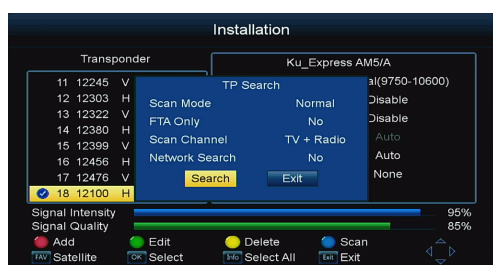 Installation
Transponder
Ku_Express AM5/A
11 12245 V
12 12303 H
13 12322 V
14 12380 H
15 12399 V
16 12456 H
17 12476 V
18 12100 H
al(9750-10600)
Disable
Disable
Auto
Auto
None
TP Search
Scan Mode Normal
FTA Only No
Scan Channel TV + Radio
Network Search No
Search Exit
Signal Intensity 95%
Signal Quality 85%
Add Edit Delete Scan
FAV Satellite OK Select Info Select All Exit Exit